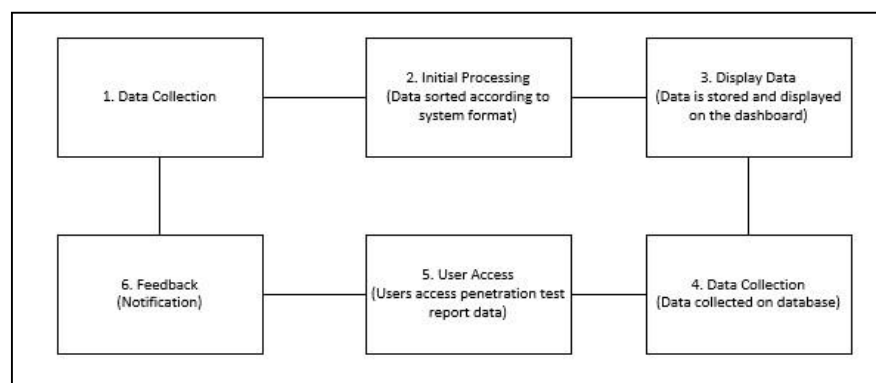 1. Data Collection
2. Initial Processing
(Data sorted according to
system format)
3. Display Data
(Data is stored and displayed
on the dashboard)
6. Feedback
(Notification)
5. User Access
(Users access penetration test
report data)
4. Data Collection
(Data collected on database)